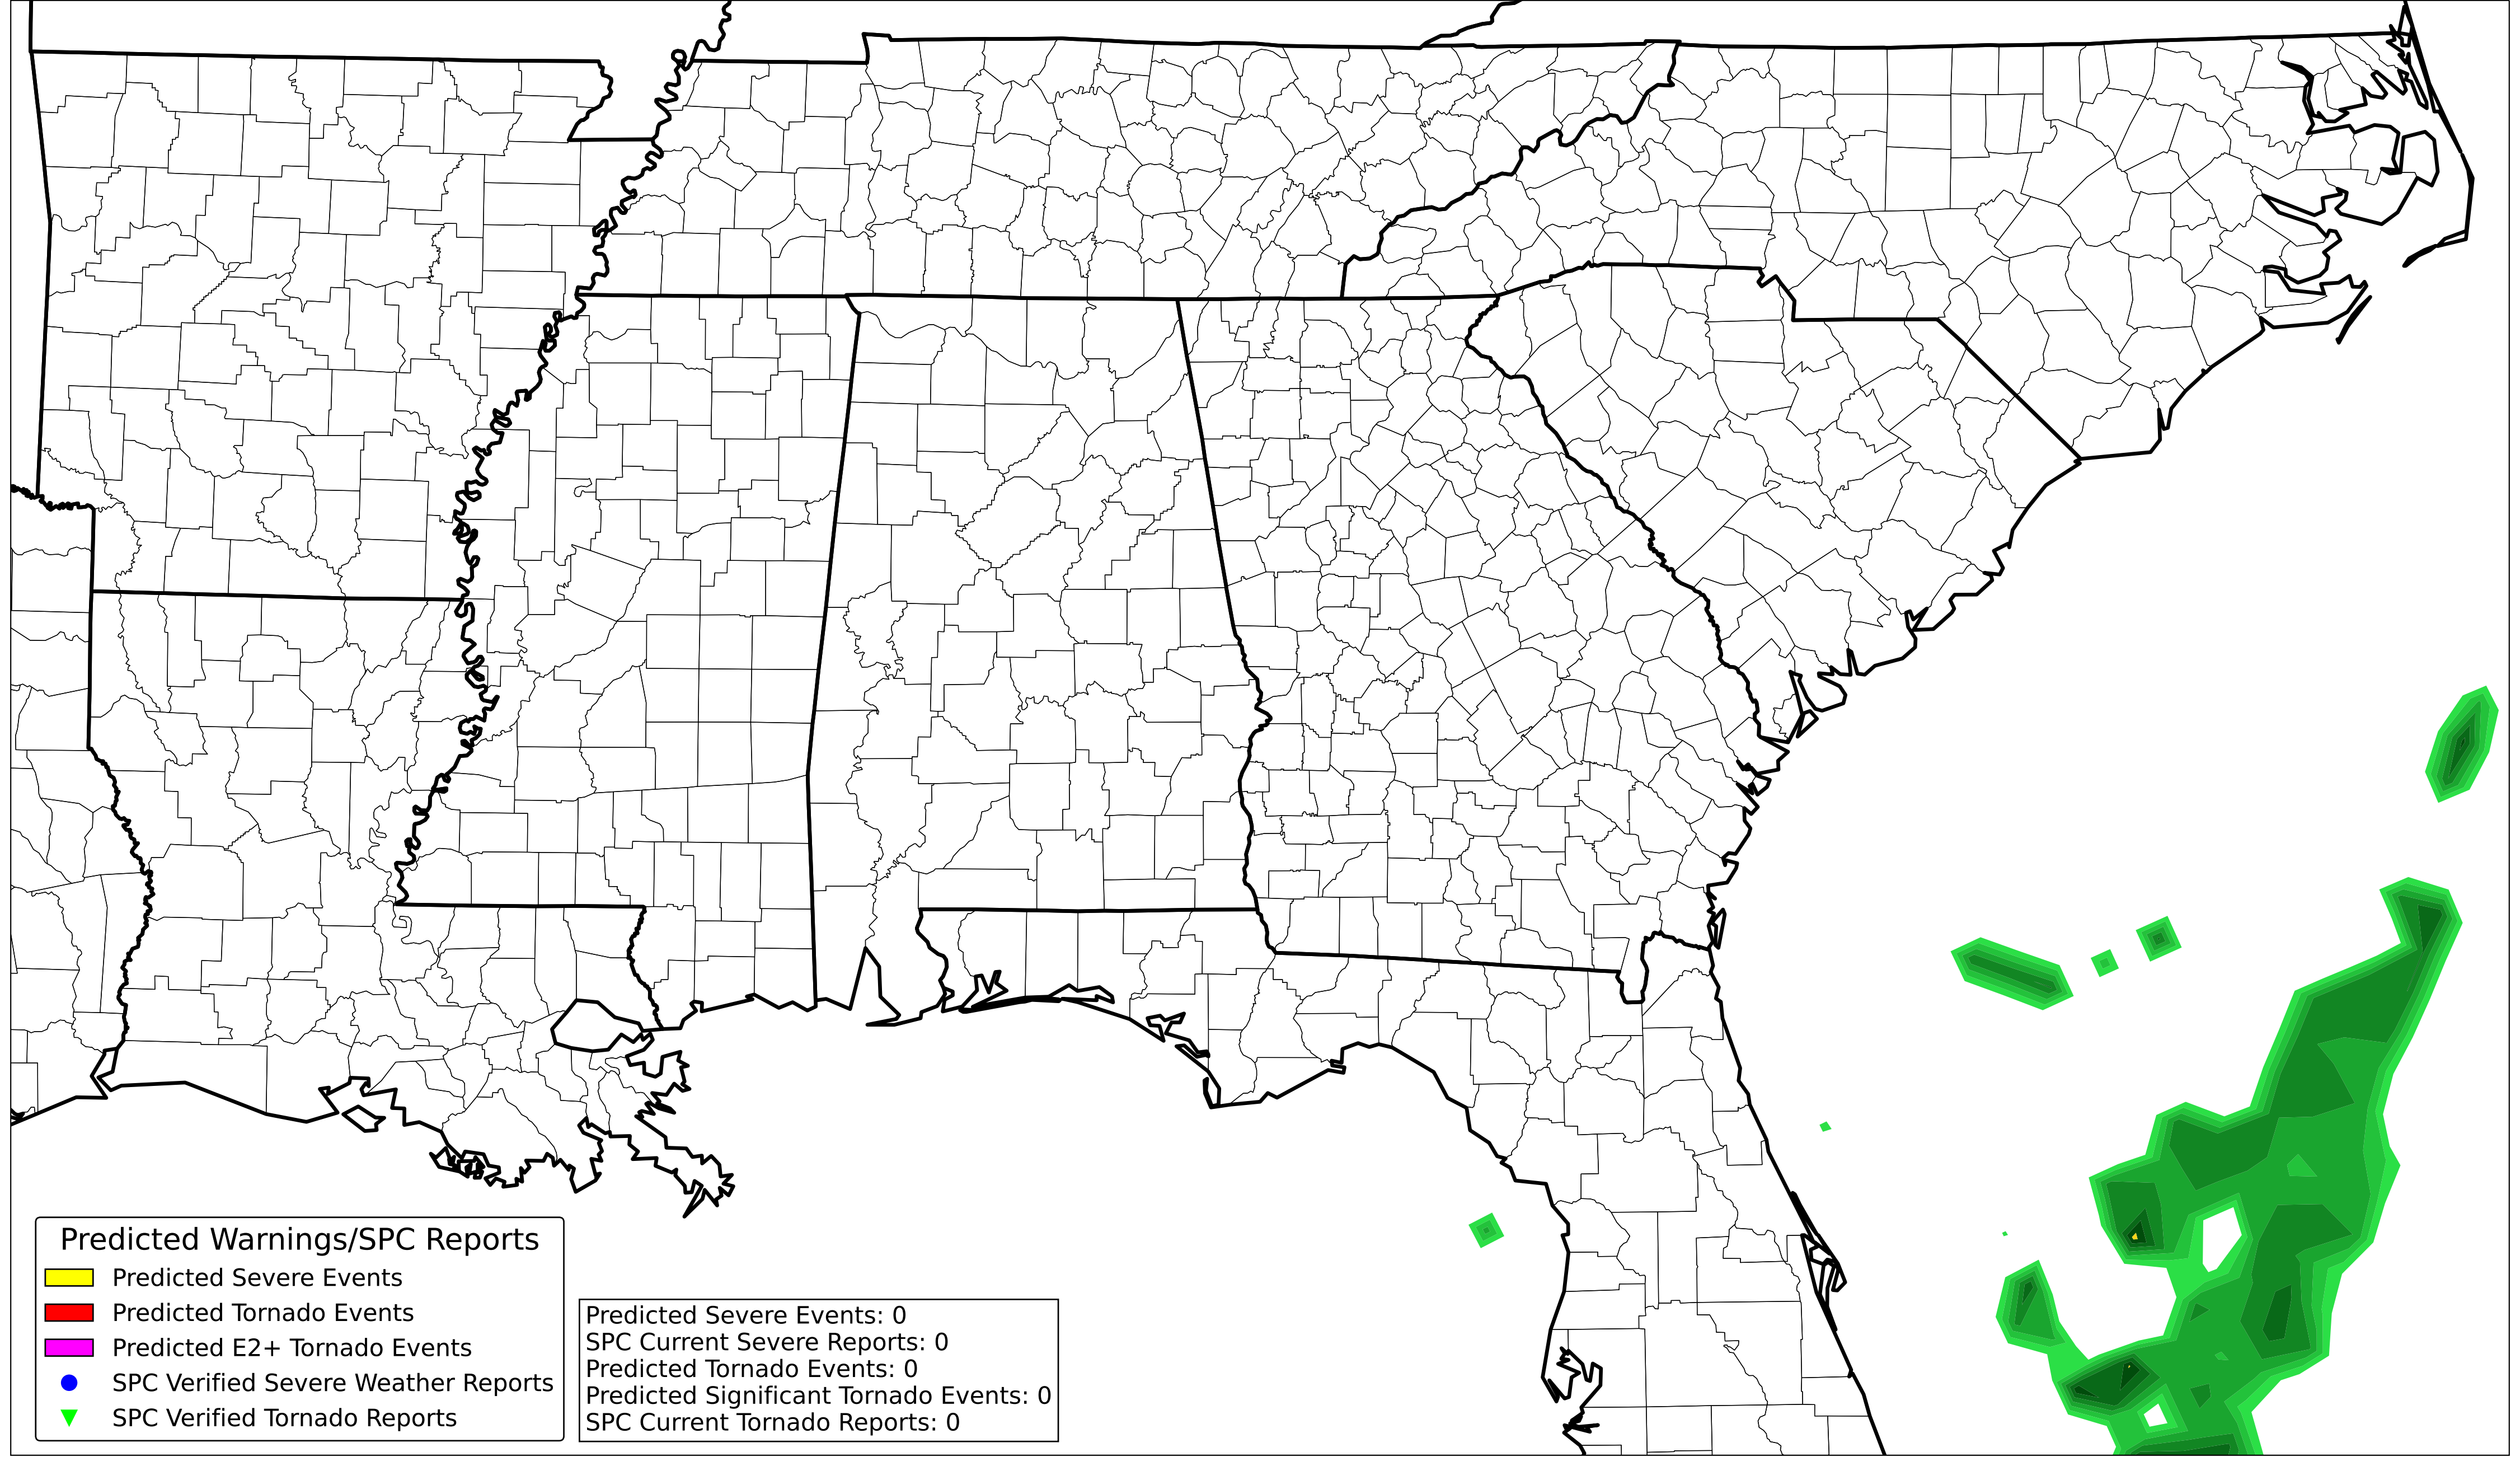 Predicted Warnings/SPC Reports
Predicted Severe Events
Predicted Tornado Events
Predicted E2+ Tornado Events
SPC Verified Severe Weather Reports
SPC Verified Tornado Reports
Predicted Severe Events: 0
SPC Current Severe Reports: 0
Predicted Tornado Events: 0
Predicted Significant Tornado Events: 0
SPC Current Tornado Reports: 0